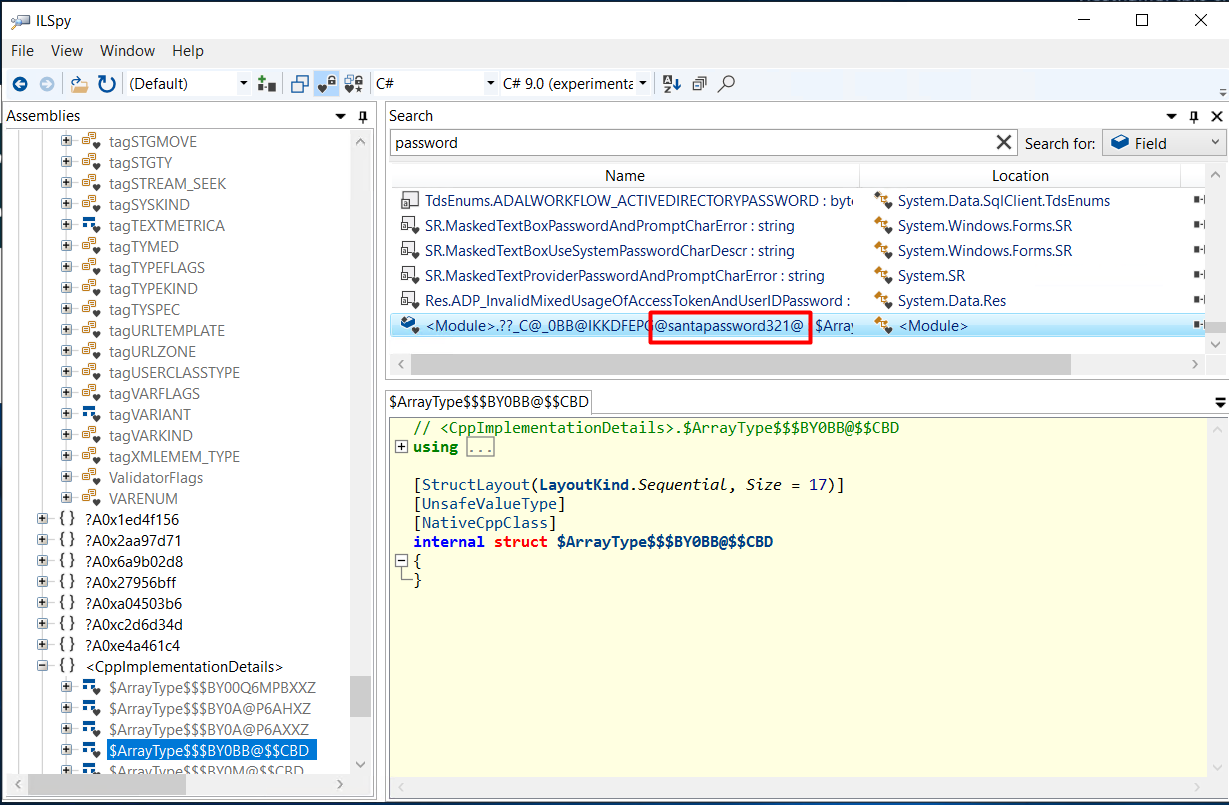 ILSpy
File View Window Help
(Default) C# C# 9.0 (experimenta
Assemblies
tagSTGMOVE
tagSTGTY
tagSTREAM_SEEK
tagSYSKIND
tagTEXTMETRICA
tagTYMED
tagTYPEFLAGS
tagTYPEKIND
tagTYSPEC
tagURLTEMPLATE
tagURLZONE
tagUSERCLASSTYPE
tagVARFLAGS
tagVARIANT
tagVARKIND
tagXMLEMEM_TYPE
ValidatorFlags
VARENUM
{} ?A0x1ed4f156
{} ?A0x2aa97d71
{} ?A0x6a9b02d8
{} ?A0x27956bff
{} ?A0xa04503b6
{} ?A0xc2d6d34d
{} ?A0xe4a461c4
{} <CppImplementationDetails>
$ArrayType$$$BY00Q6MPBXXZ
$ArrayType$$$BY0A@P6AHXZ
$ArrayType$$$BY0A@P6AXXZ
$ArrayType$$$BY0BB@$$CBD
$ArrayType$$$BY0M@$$CBD
Search
password Search for: Field
Name Location
TdsEnums.ADALWORKFLOW_ACTIVEDIRECTORYPASSWORD : byte System.Data.SqlClient.TdsEnums
SR.MaskedTextBoxPasswordAndPromptCharError : string System.Windows.Forms.SR
SR.MaskedTextBoxUseSystemPasswordCharDescr : string System.Windows.Forms.SR
SR.MaskedTextProviderPasswordAndPromptCharError : string System.SR
Res.ADP_InvalidMixedUsageOfAccessTokenAndUserIDPassword : System.Data.Res
<Module>.??_C@_0BB@IKKDFEPG@santapassword321@ $Array <Module>
$ArrayType$$$BY0BB@$$CBD
// <CppImplementationDetails>.$ArrayType$$$BY0BB@$$CBD
using ...
[StructLayout(LayoutKind.Sequential, Size = 17)]
[UnsafeValueType]
[NativeCppClass]
internal struct $ArrayType$$$BY0BB@$$CBD
{
}